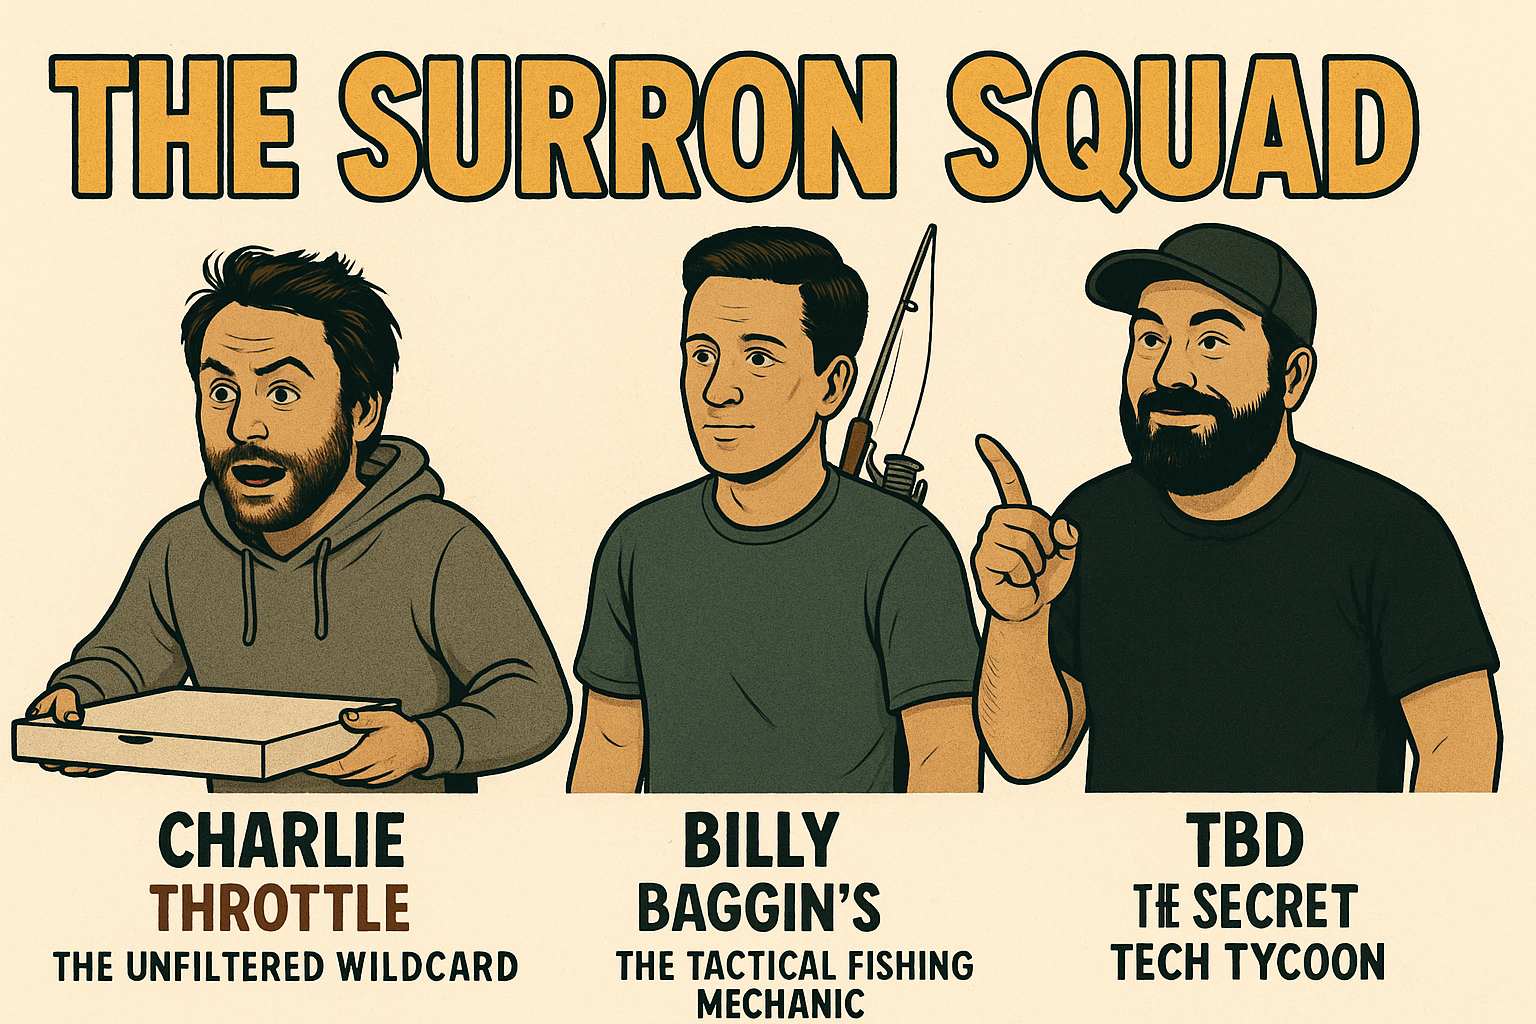 THE SURRON SQUAD
CHARLIE
THROTTLE
THE UNFILTERED WILDCARD
BILLY
BAGGIN'S
THE TACTICAL FISHING
MECHANIC
TBD
THE SECRET
TECH TYCOON